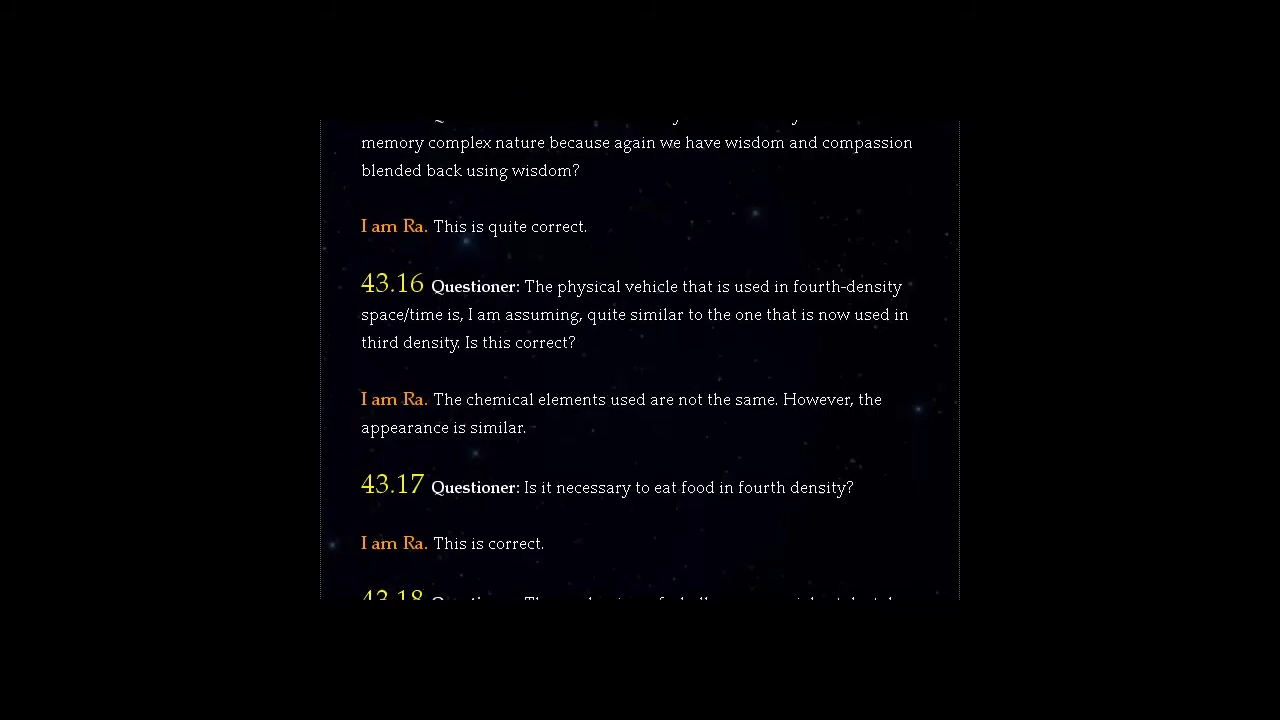 memory complex nature because again we have wisdom and compassion
blended back using wisdom?
I am Ra. This is quite correct.
43.16 Questioner: The physical vehicle that is used in fourth-density
space/time is, I am assuming, quite similar to the one that is now used in
third density. Is this correct?
I am Ra. The chemical elements used are not the same. However, the
appearance is similar.
43.17 Questioner: Is it necessary to eat food in fourth density?
I am Ra. This is correct.
43.18